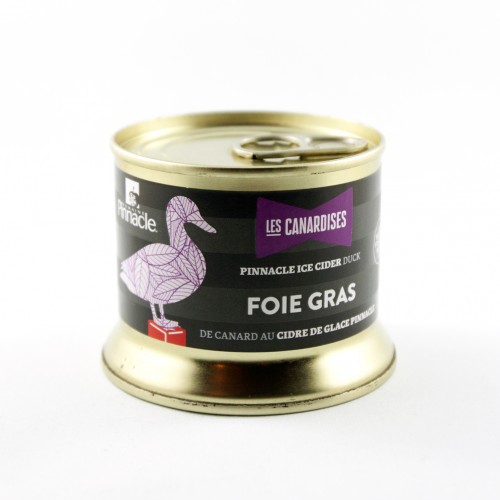 Pinnacle
LES CANARDISES
PINNACLE ICE CIDER DUCK
FOIE GRAS
DE CANARD AU CIDRE DE GLACE PINNACLE